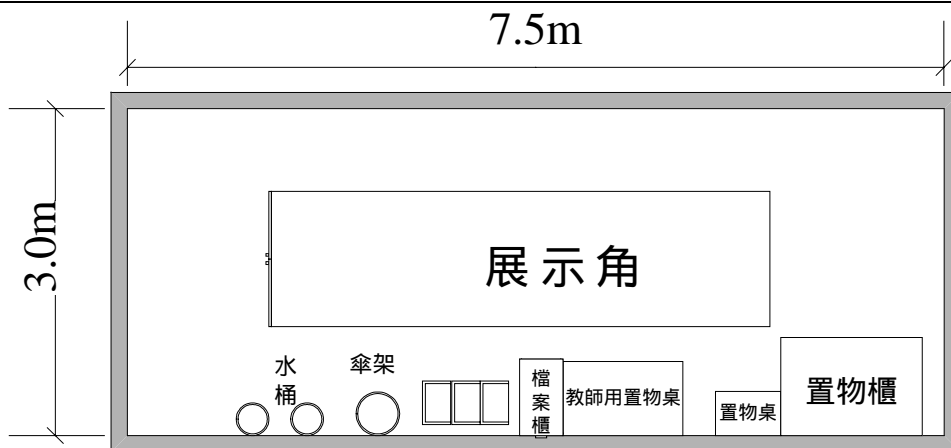 7.5m
3.0m
展示角
水桶
傘架
檔案櫃
教師用置物桌
置物桌
置物櫃